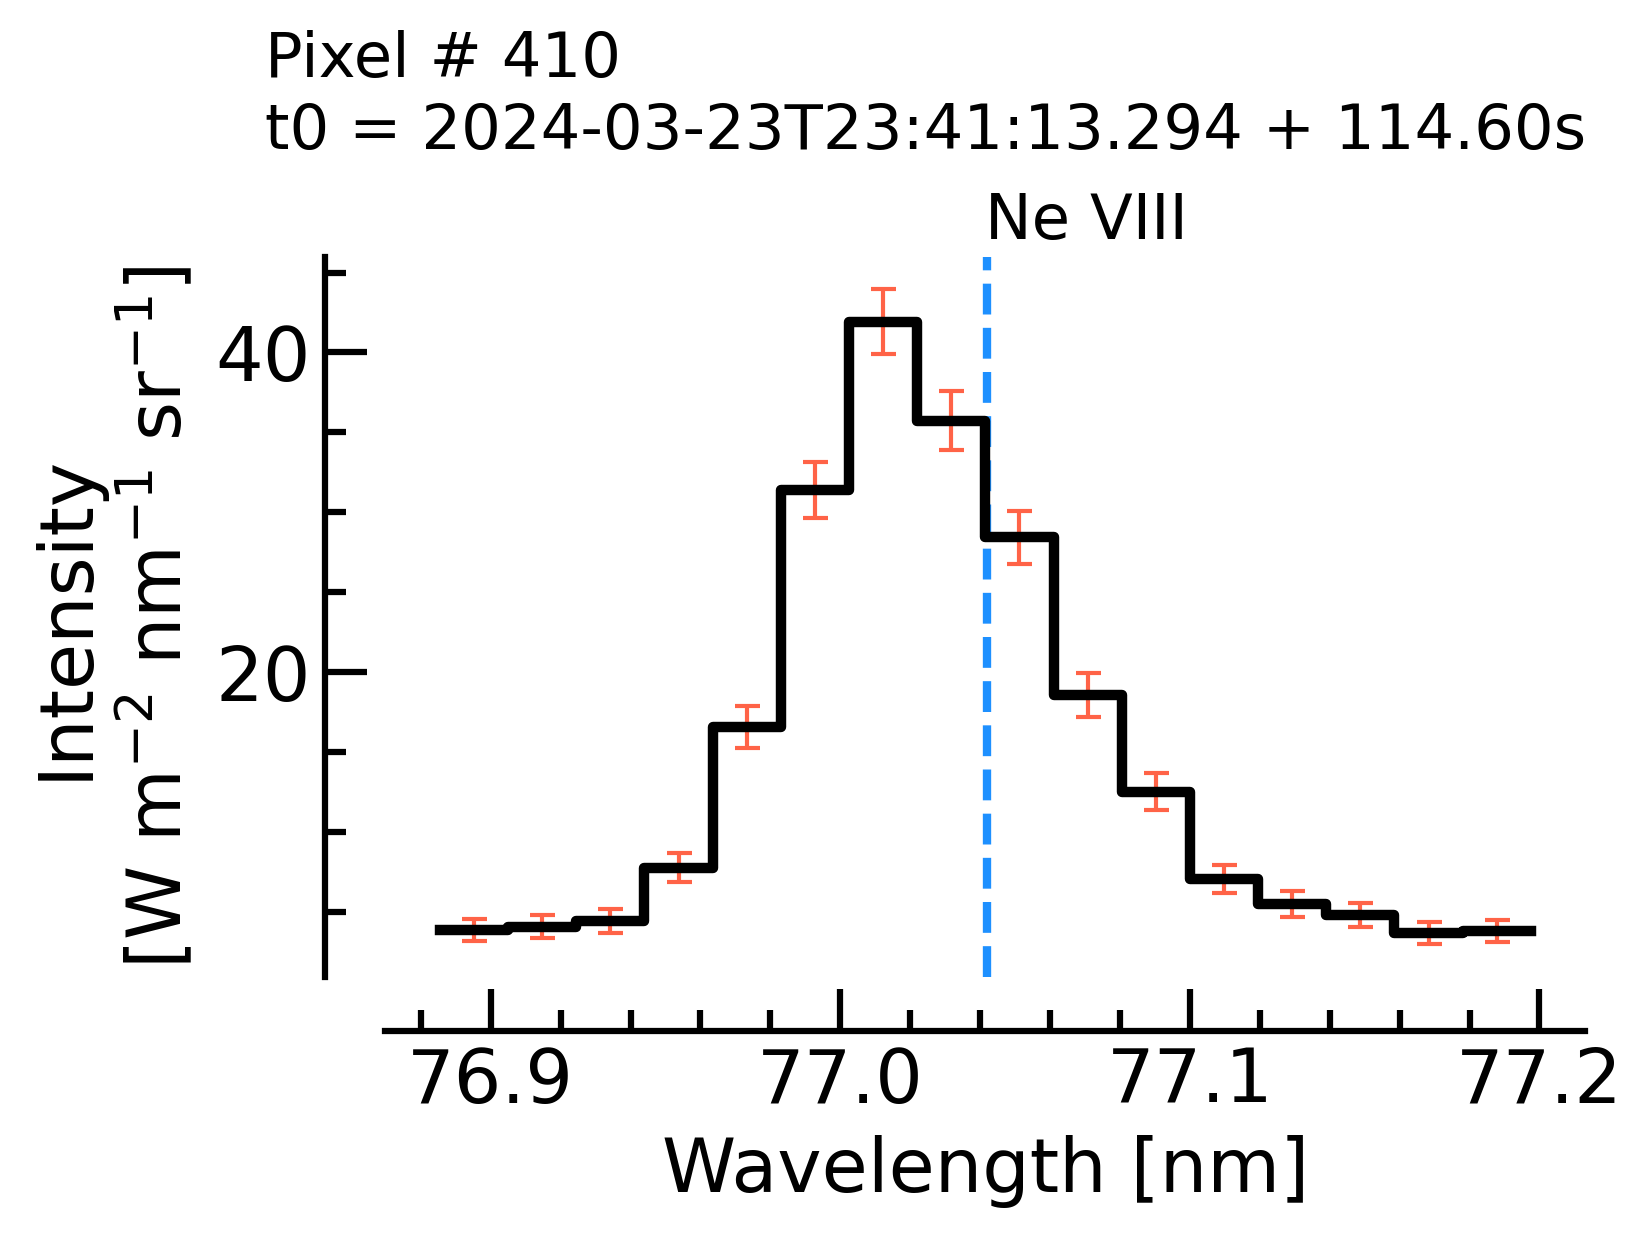 Pixel # 410
t0 = 2024-03-23T23:41:13.294 + 114.60s
Ne VIII
Intensity
[W m⁻² nm⁻¹ sr⁻¹]
40
20
76.9 77.0 77.1 77.2
Wavelength [nm]